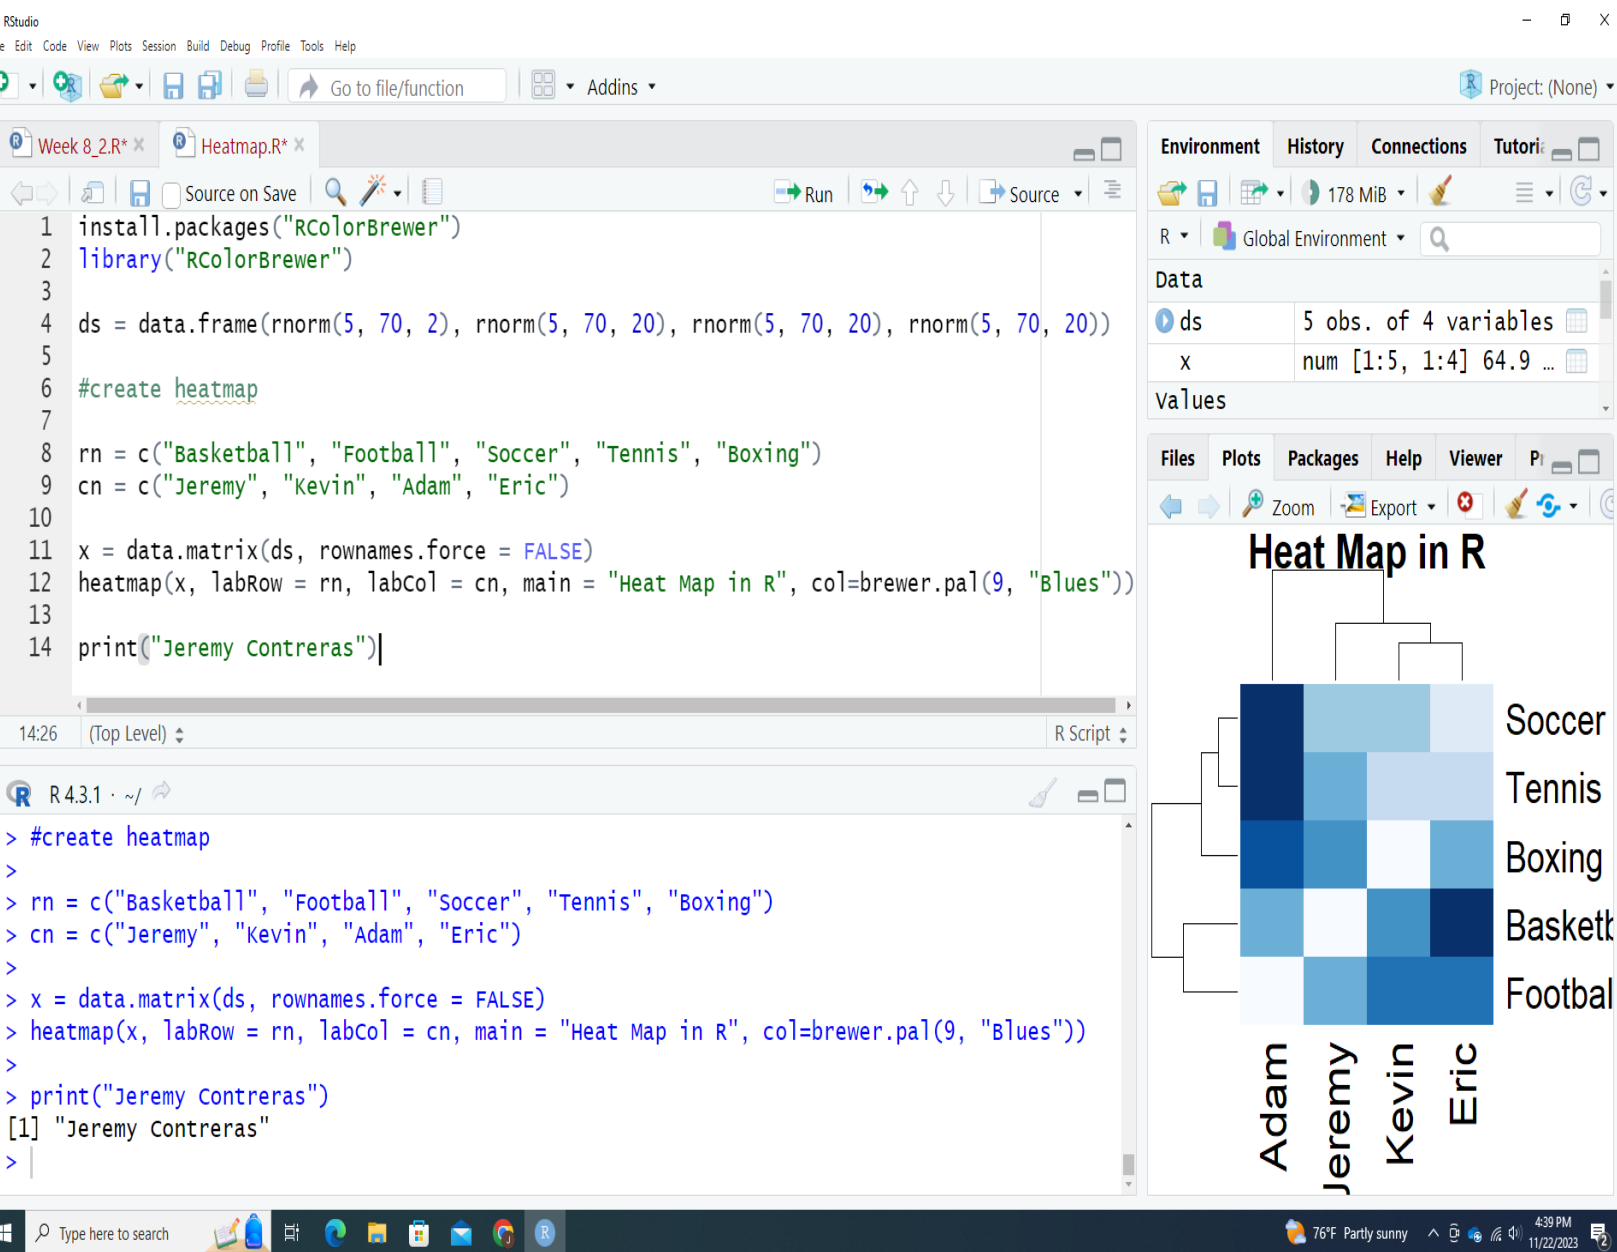 RStudio
Edit Code View Plots Session Build Debug Profile Tools Help
Go to file/function Addins Project: (None)
Week 8_2.R* Heatmap.R*
Source on Save Run Source
1 install.packages("RColorBrewer")
2 library("RColorBrewer")
3
4 ds = data.frame(rnorm(5, 70, 2), rnorm(5, 70, 20), rnorm(5, 70, 20), rnorm(5, 70, 20))
5
6 #create heatmap
7
8 rn = c("Basketball", "Football", "Soccer", "Tennis", "Boxing")
9 cn = c("Jeremy", "Kevin", "Adam", "Eric")
10
11 x = data.matrix(ds, rownames.force = FALSE)
12 heatmap(x, labRow = rn, labCol = cn, main = "Heat Map in R", col=brewer.pal(9, "Blues"))
13
14 print("Jeremy Contreras")
14:26 (Top Level) R Script
R 4.3.1 · ~/
> #create heatmap
>
> rn = c("Basketball", "Football", "Soccer", "Tennis", "Boxing")
> cn = c("Jeremy", "Kevin", "Adam", "Eric")
>
> x = data.matrix(ds, rownames.force = FALSE)
> heatmap(x, labRow = rn, labCol = cn, main = "Heat Map in R", col=brewer.pal(9, "Blues"))
>
> print("Jeremy Contreras")
[1] "Jeremy Contreras"
>
Environment History Connections Tutori
178 MiB
R Global Environment
Data
ds 5 obs. of 4 variables
x num [1:5, 1:4] 64.9 ...
Values
Files Plots Packages Help Viewer Pr
Zoom Export
Heat Map in R
Soccer
Tennis
Boxing
Basketb
Footbal
Adam Jeremy Kevin Eric
Type here to search
76°F Partly sunny
4:39 PM
11/22/2023
2